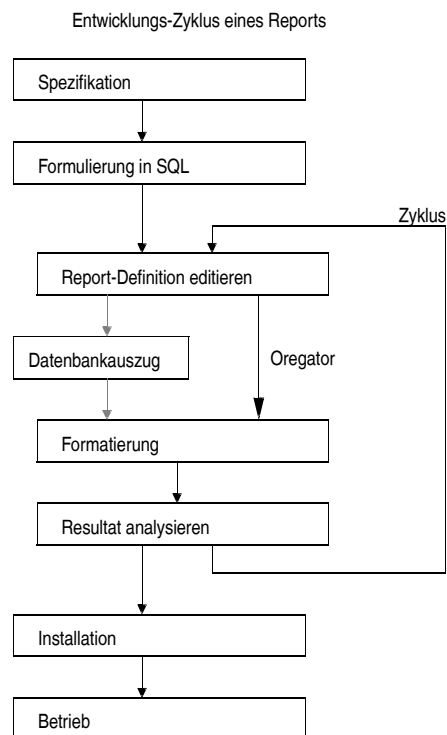 Entwicklungs-Zyklus eines Reports
Spezifikation
Formulierung in SQL
Zyklus
Report-Definition editieren
Datenbankauszug
Oregator
Formatierung
Resultat analysieren
Installation
Betrieb